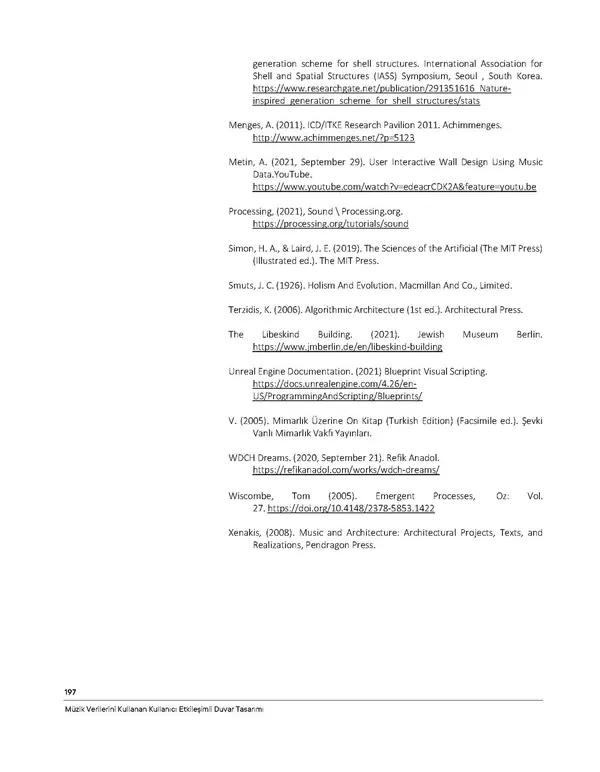 generation scheme for shell structures. International Association for
Shell and Spatial Structures (IASS) Symposium, Seoul , South Korea.
https://www.researchgate.net/publication/291351616_Nature-
inspired_generation_scheme_for_shell_structures/stats
Menges, A. (2011). ICD/ITKE Research Pavilion 2011. Achimmenges.
http://www.achimmenges.net/?p=5123
Metin, A. (2021, September 29). User Interactive Wall Design Using Music
Data.YouTube.
https://www.youtube.com/watch?v=edeacrCDK2A&feature=youtu.be
Processing, (2021), Sound \ Processing.org.
https://processing.org/tutorials/sound
Simon, H. A., & Laird, J. E. (2019). The Sciences of the Artificial (The MIT Press)
(Illustrated ed.). The MIT Press.
Smuts, J. C. (1926). Holism And Evolution. Macmillan And Co., Limited.
Terzidis, K. (2006). Algorithmic Architecture (1st ed.). Architectural Press.
The Libeskind Building. (2021). Jewish Museum Berlin.
https://www.jmberlin.de/en/libeskind-building
Unreal Engine Documentation. (2021) Blueprint Visual Scripting.
https://docs.unrealengine.com/4.26/en-
US/ProgrammingAndScripting/Blueprints/
V. (2005). Mimarlık Üzerine On Kitap (Turkish Edition) (Facsimile ed.). Şevki
Vanlı Mimarlık Vakfı Yayınları.
WDCH Dreams. (2020, September 21). Refik Anadol.
https://refikanadol.com/works/wdch-dreams/
Wiscombe, Tom (2005). Emergent Processes, Oz: Vol.
27. https://doi.org/10.4148/2378-5853.1422
Xenakis, (2008). Music and Architecture: Architectural Projects, Texts, and
Realizations, Pendragon Press.
197
Müzik Verilerini Kullanan Kullanıcı Etkileşimli Duvar Tasarımı